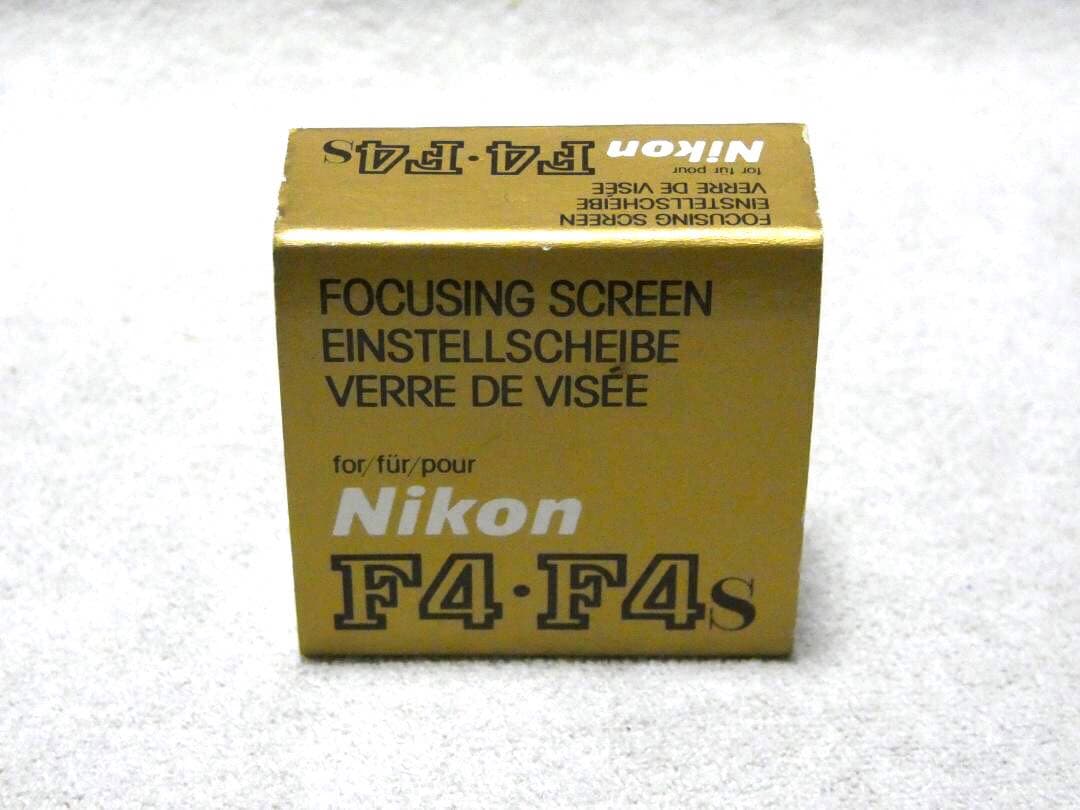 Nikon F4·F4s
for für pour
VERRE DE VISÉE
EINSTELLSCHEIBE
FOCUSING SCREEN
FOCUSING SCREEN
EINSTELLSCHEIBE
VERRE DE VISÉE
for/für/pour
Nikon
F4·F4s